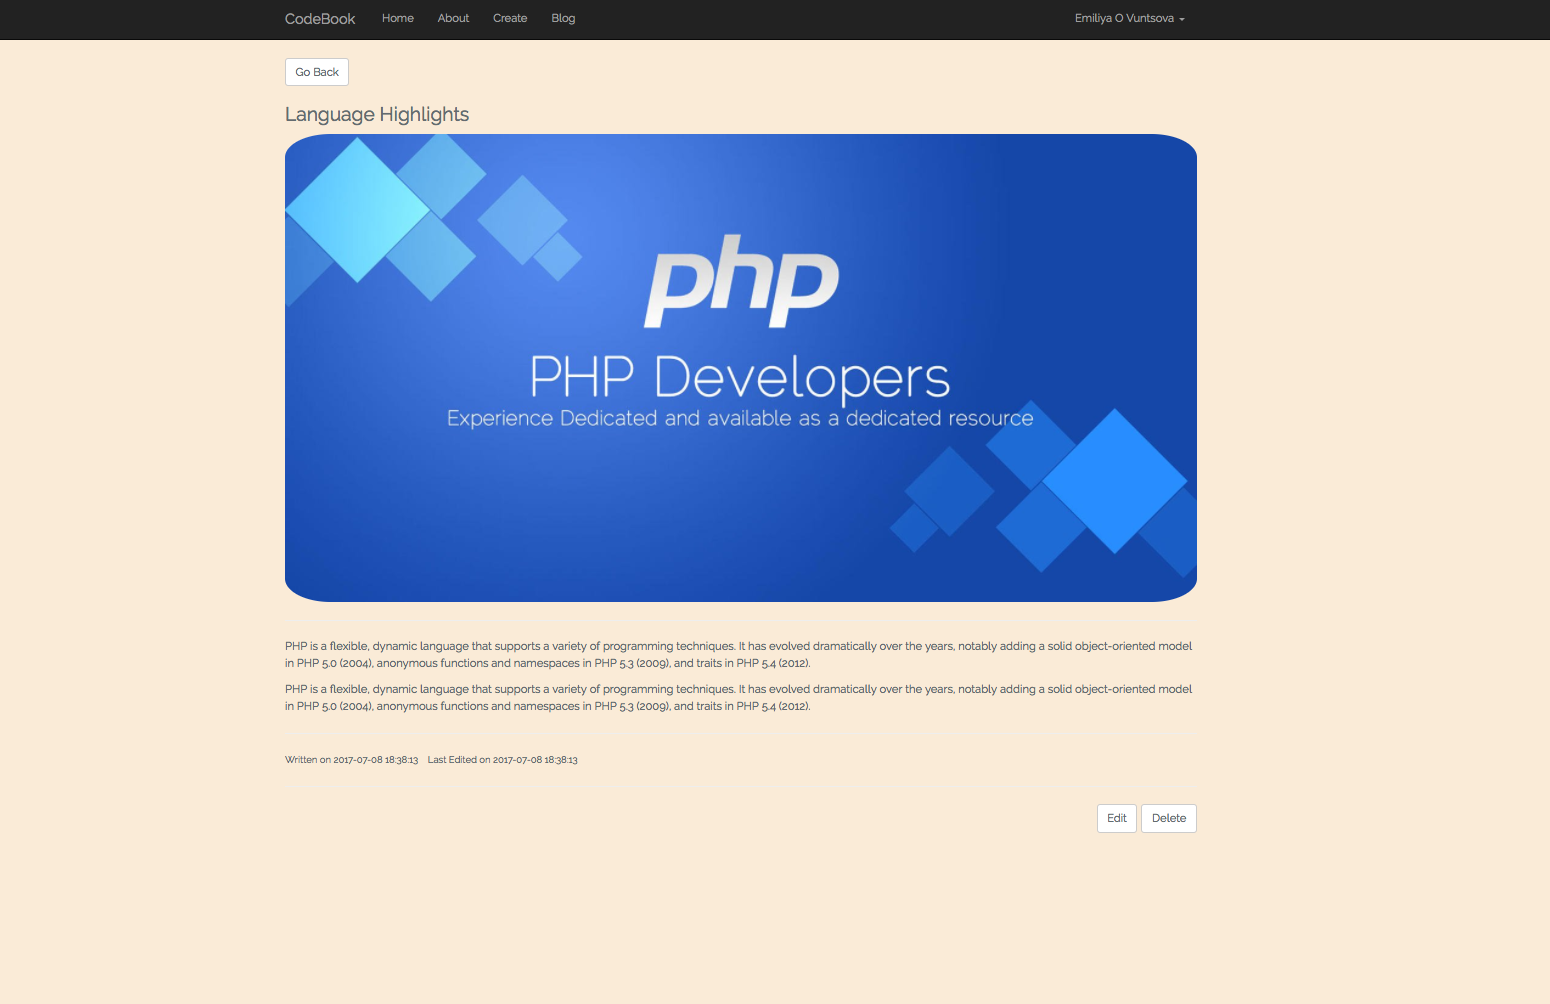 CodeBook Home About Create Blog Emiliya O Vuntsova
Go Back
Language Highlights
php
PHP Developers
Experience Dedicated and available as a dedicated resource
PHP is a flexible, dynamic language that supports a variety of programming techniques. It has evolved dramatically over the years, notably adding a solid object-oriented model
in PHP 5.0 (2004), anonymous functions and namespaces in PHP 5.3 (2009), and traits in PHP 5.4 (2012).
PHP is a flexible, dynamic language that supports a variety of programming techniques. It has evolved dramatically over the years, notably adding a solid object-oriented model
in PHP 5.0 (2004), anonymous functions and namespaces in PHP 5.3 (2009), and traits in PHP 5.4 (2012).
Written on 2017-07-08 18:38:13 Last Edited on 2017-07-08 18:38:13
Edit Delete